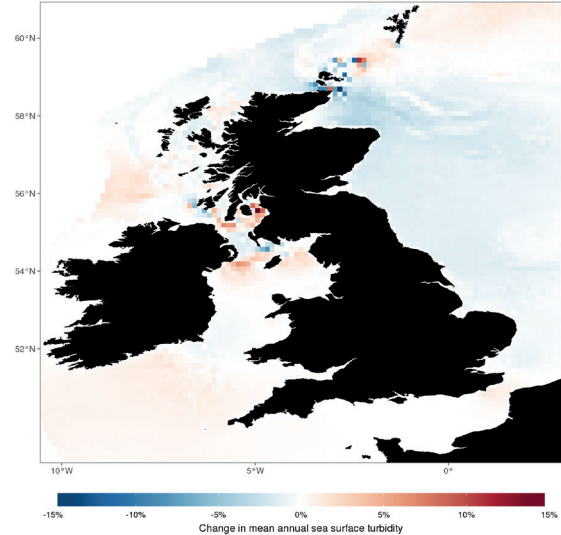 60°N
58°N
56°N
54°N
52°N
10°W 5°W 0°
-15% -10% -5% 0% 5% 10% 15%
Change in mean annual sea surface turbidity